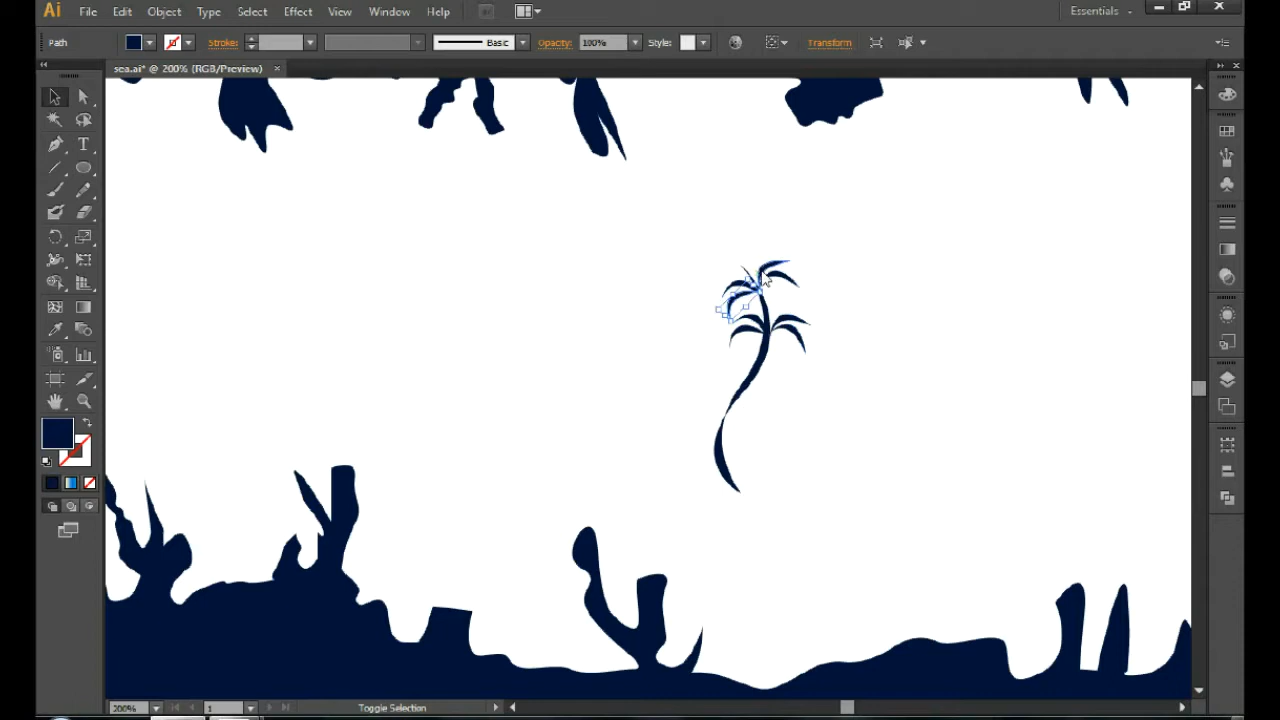 Ai File Edit Object Type Select Effect View Window Help Br Essentials
Path Stroke: Basic Opacity: 100% Style: Transform
sea.ai* @ 200% (RGB/Preview) ×
T
200% 1 Toggle Selection